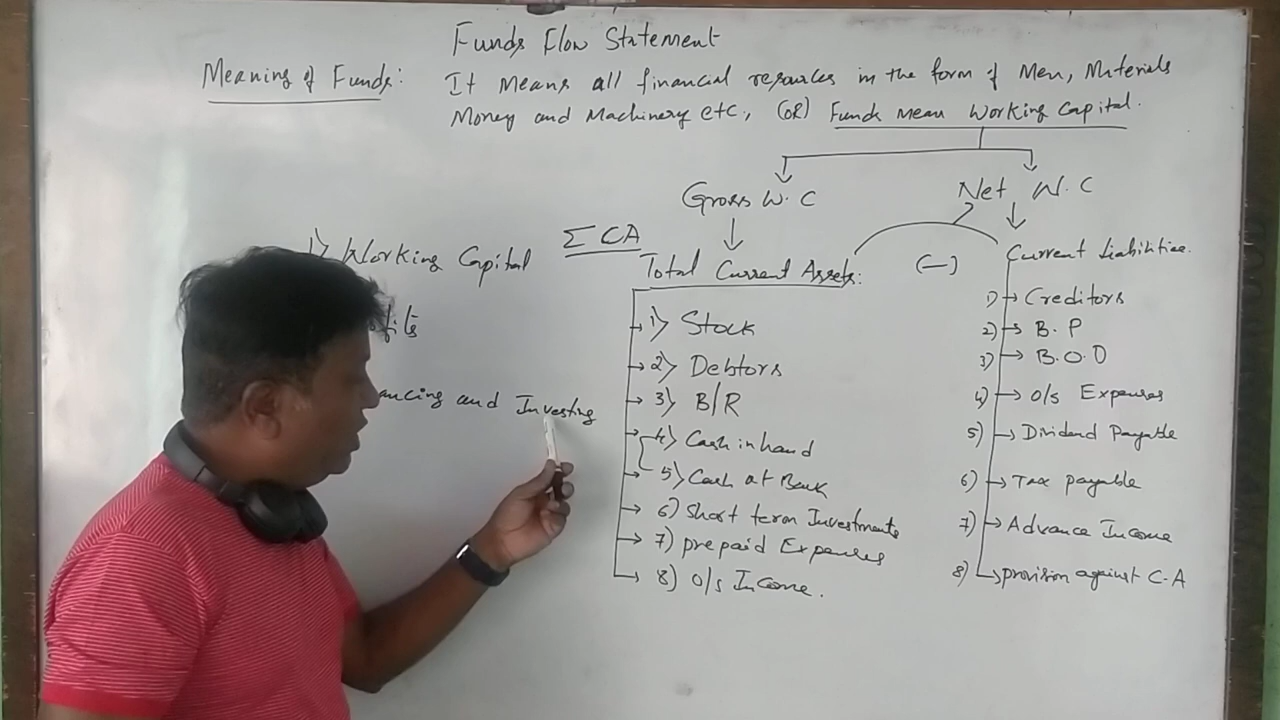 Funds Flow Statement
Meaning of Funds: It means all financial resources in the form of Men, Materials
Money and Machinery etc., (OR) Funds mean Working Capital.
Gross W.C
Net W.C
1) Working Capital
Σ CA
Total Current Assets:
(—)
Current Liabilities.
1) Stock
2) Debtors
3) B/R
4) Cash in hand
5) Cash at Bank
6) Short term Investments
7) prepaid Expenses
8) O/s Income.
1) Creditors
2) B.P
3) B.O.D
4) O/s Expenses
5) Dividend Payable
6) Tax payable
7) Advance Income
8) provision against C.A
and Investing